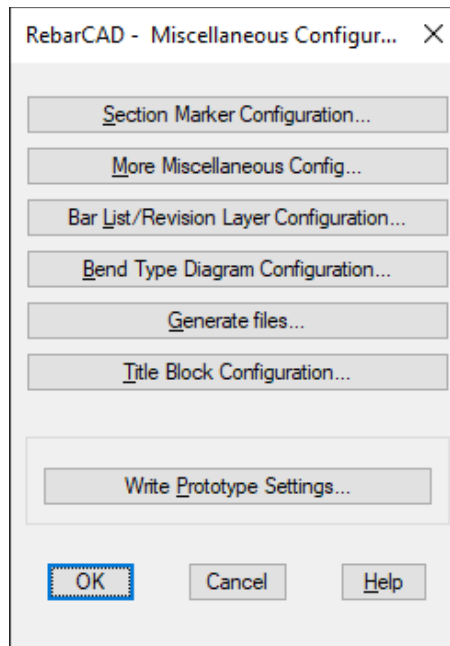 RebarCAD - Miscellaneous Configur...
Section Marker Configuration...
More Miscellaneous Config...
Bar List/Revision Layer Configuration...
Bend Type Diagram Configuration...
Generate files...
Title Block Configuration...
Write Prototype Settings...
OK Cancel Help